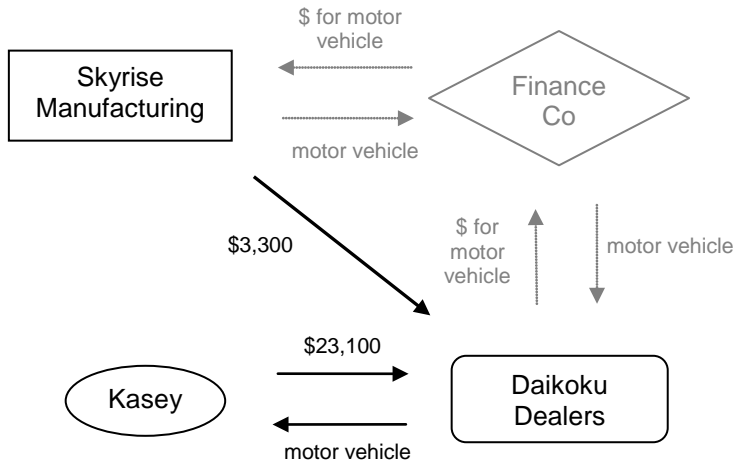 $ for motor
vehicle
Skyrise
Manufacturing
Finance
Co
motor vehicle
$3,300
$ for
motor
vehicle
motor vehicle
$23,100
Kasey
Daikoku
Dealers
motor vehicle